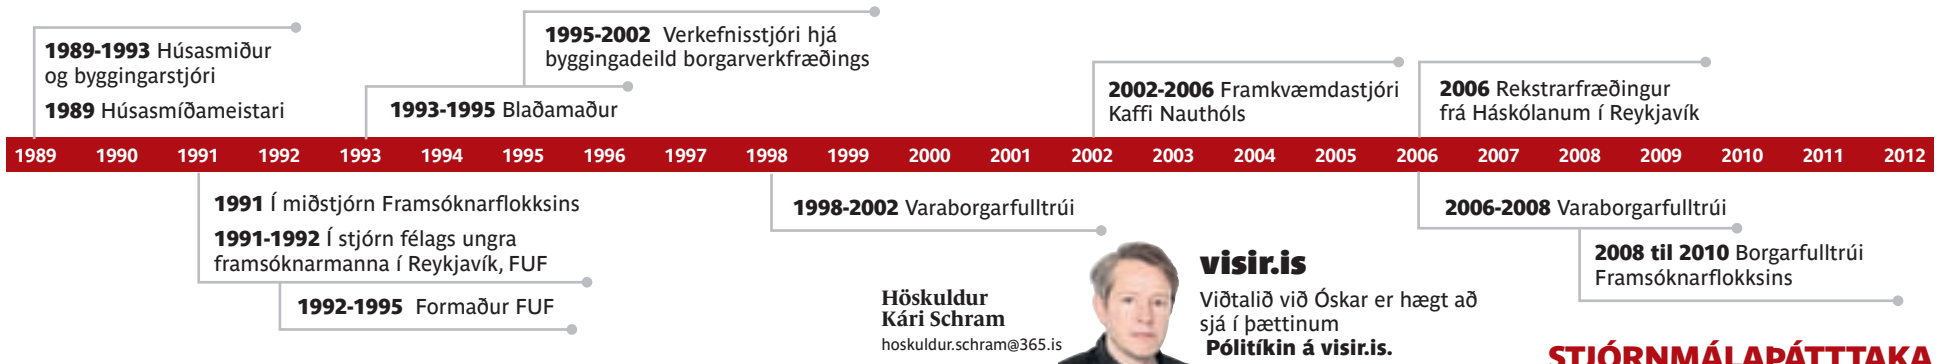 1989-1993 Húsasmiður
og byggingarstjóri
1989 Húsasmíðameistari
1993-1995 Blaðamaður
1995-2002 Verkefnisstjóri hjá
byggingadeild borgarverkfræðings
2002-2006 Framkvæmdastjóri
Kaffi Nauthóls
2006 Rekstrarfræðingur
frá Háskólanum í Reykjavík
1989 1990 1991 1992 1993 1994 1995 1996 1997 1998 1999 2000 2001 2002 2003 2004 2005 2006 2007 2008 2009 2010 2011 2012
1991 Í miðstjórn Framsóknarflokksins
1991-1992 Í stjórn félags ungra
framsóknarmanna í Reykjavík, FUF
1992-1995 Formaður FUF
1998-2002 Varaborgarfulltrúi
2006-2008 Varaborgarfulltrúi
2008 til 2010 Borgarfulltrúi
Framsóknarflokksins
Höskuldur
Kári Schram
hoskuldur.schram@365.is
visir.is
Viðtalið við Óskar er hægt að
sjá í þættinum
Pólitíkin á visir.is.
STJÓRNMÁLAÞÁTTTAKA